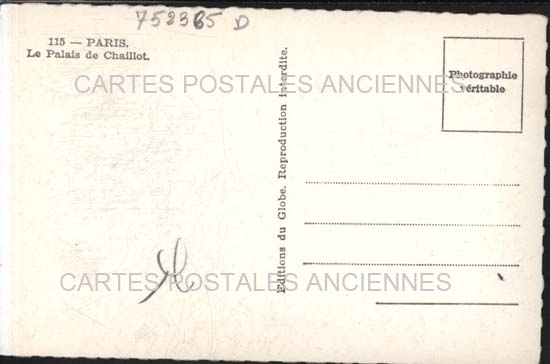 752365 D
115 — PARIS.
Le Palais de Chaillot.
Photographie
véritable
CARTES POSTALES ANCIENNES
Editions du Globe. Reproduction interdite.
CARTES POSTALES ANCIENNES